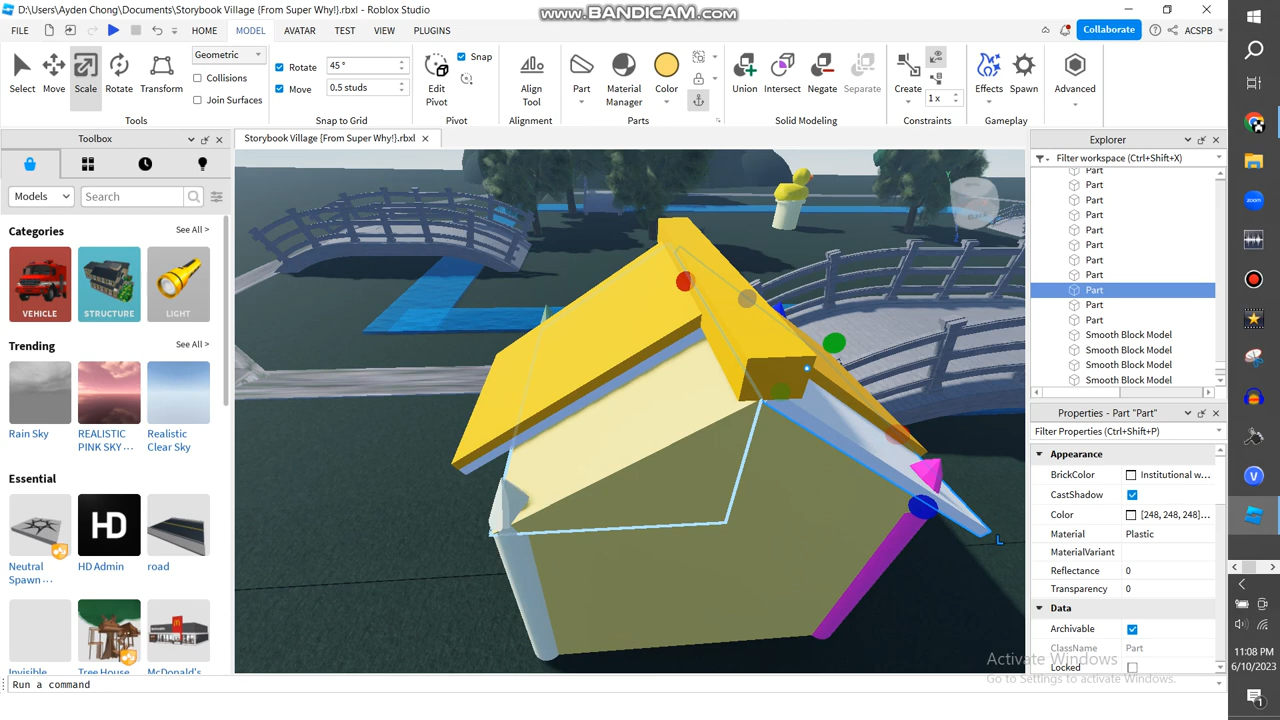 D:\Users\Ayden Chong\Documents\Storybook Village {From Super Why!}.rbxl - Roblox Studio
www.BANDICAM.com
FILE HOME MODEL AVATAR TEST VIEW PLUGINS Collaborate ACSPB
Select Move Scale Rotate Transform
Geometric
Collisions
Join Surfaces
Tools
Rotate 45 °
Move 0.5 studs
Snap to Grid
Edit Pivot
Snap
Pivot
Align Tool
Alignment
Part Material Manager Color
Parts
Union Intersect Negate Separate
Solid Modeling
Create 1 x
Constraints
Effects Spawn
Gameplay
Advanced
Toolbox
Storybook Village {From Super Why!}.rbxl
Explorer
Models Search
Filter workspace (Ctrl+Shift+X)
Categories See All >
VEHICLE STRUCTURE LIGHT
Trending See All >
Rain Sky
REALISTIC PINK SKY ...
Realistic Clear Sky
Essential See All >
Neutral Spawn ...
HD
HD Admin
road
Invisible
Tree House
McDonald's
Part
Part
Part
Part
Part
Part
Part
Part
Part
Part
Part
Smooth Block Model
Smooth Block Model
Smooth Block Model
Smooth Block Model
Properties - Part "Part"
Filter Properties (Ctrl+Shift+P)
Appearance
BrickColor Institutional w...
CastShadow
Color [248, 248, 248]...
Material Plastic
MaterialVariant
Reflectance 0
Transparency 0
Data
Archivable
ClassName Part
Locked
L
Activate Windows
Go to Settings to activate Windows.
Run a command
zoom
11:08 PM
6/10/2023